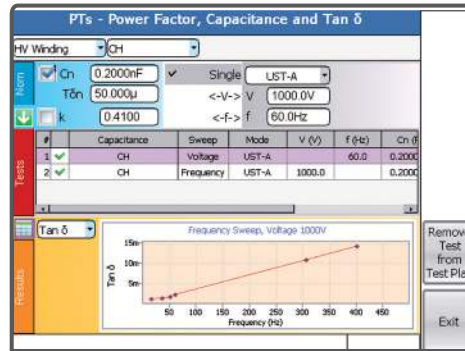 PTs - Power Factor, Capacitance and Tan δ
HV Winding CH
Nom
Cn 0.2000nF Single UST-A
Tδn 50.000µ <-V-> V 1000.0V
k 0.4100 <-f-> f 60.0Hz
Tests
# Capacitance Sweep Mode V (V) f (Hz) Cn (F
1 CH Voltage UST-A 60.0 0.2000
2 CH Frequency UST-A 1000.0 0.2000
Results
Tan δ
Frequency Sweep, Voltage 1000V
Tan δ
15m
10m
5m
50 100 150 200 250 300 350 400 450
Frequency (Hz)
Remov
Test
from
Test Pla
Exit